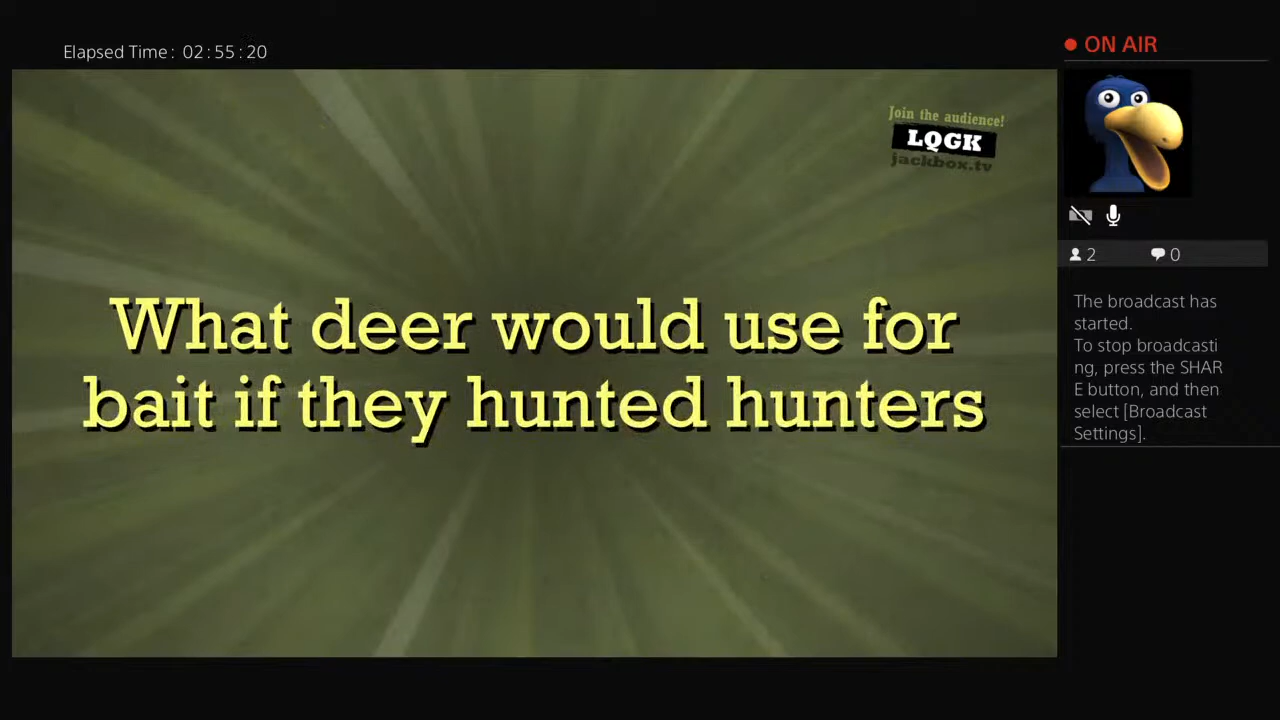 Elapsed Time: 02:55:20
ON AIR
Join the audience!
LQGK
jackbox.tv
2 0
What deer would use for
bait if they hunted hunters
The broadcast has
started.
To stop broadcasti
ng, press the SHAR
E button, and then
select [Broadcast
Settings].